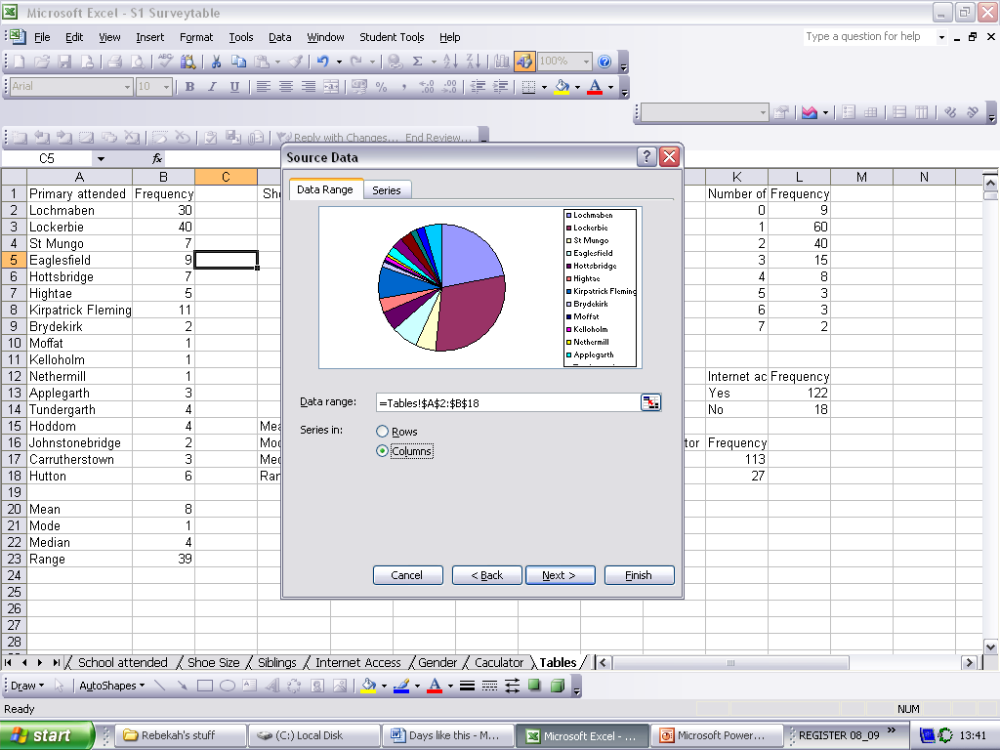 Microsoft Excel - S1 Surveytable
File Edit View Insert Format Tools Data Window Student Tools Help
Type a question for help
100%
Arial 10 B I U
Reply with Changes... End Review...
C5 fx
Source Data
Data Range Series
Lochmaben
Lockerbie
St Mungo
Eaglesfield
Hottsbridge
Hightae
Kirpatrick Fleming
Brydekirk
Moffat
Kelloholm
Nethermill
Applegarth
Data range: =Tables!$A$2:$B$18
Series in: Rows
Columns
Cancel < Back Next > Finish
A B C K L M N
1 Primary attended Frequency Sho Number of Frequency
2 Lochmaben 30 0 9
3 Lockerbie 40 1 60
4 St Mungo 7 2 40
5 Eaglesfield 9 3 15
6 Hottsbridge 7 4 8
7 Hightae 5 5 3
8 Kirpatrick Fleming 11 6 3
9 Brydekirk 2 7 2
10 Moffat 1
11 Kelloholm 1
12 Nethermill 1 Internet ac Frequency
13 Applegarth 3 Yes 122
14 Tundergarth 4 No 18
15 Hoddom 4 Mea
16 Johnstonebridge 2 Mod tor Frequency
17 Carrutherstown 3 Med 113
18 Hutton 6 Ran 27
19
20 Mean 8
21 Mode 1
22 Median 4
23 Range 39
24
25
26
27
28
School attended Shoe Size Siblings Internet Access Gender Caculator Tables
Draw AutoShapes
Ready NUM
start Rebekah's stuff (C:) Local Disk Days like this - M... Microsoft Excel - ... Microsoft Power... REGISTER 08_09 13:41